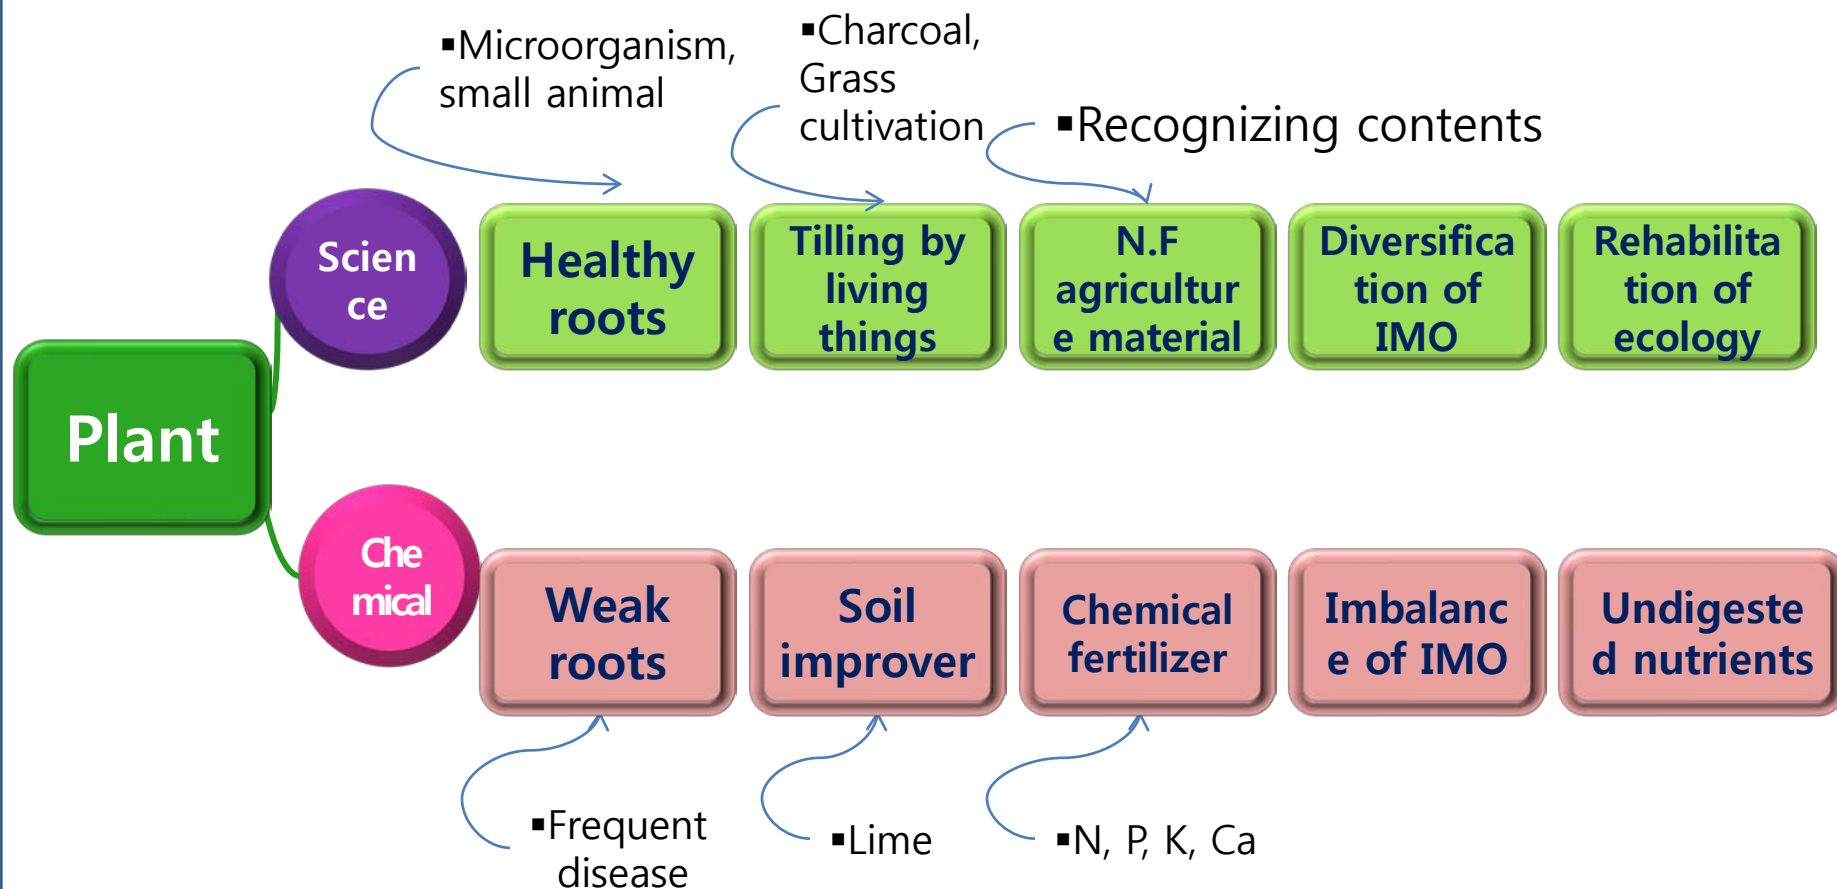 ▪Microorganism,
small animal
▪Charcoal,
Grass
cultivation
▪Recognizing contents
Plant
Scien
ce
Healthy
roots
Tilling by
living
things
N.F
agricultur
e material
Diversifica
tion of
IMO
Rehabilita
tion of
ecology
Che
mical
Weak
roots
Soil
improver
Chemical
fertilizer
Imbalanc
e of IMO
Undigeste
d nutrients
▪Frequent
disease
▪Lime
▪N, P, K, Ca